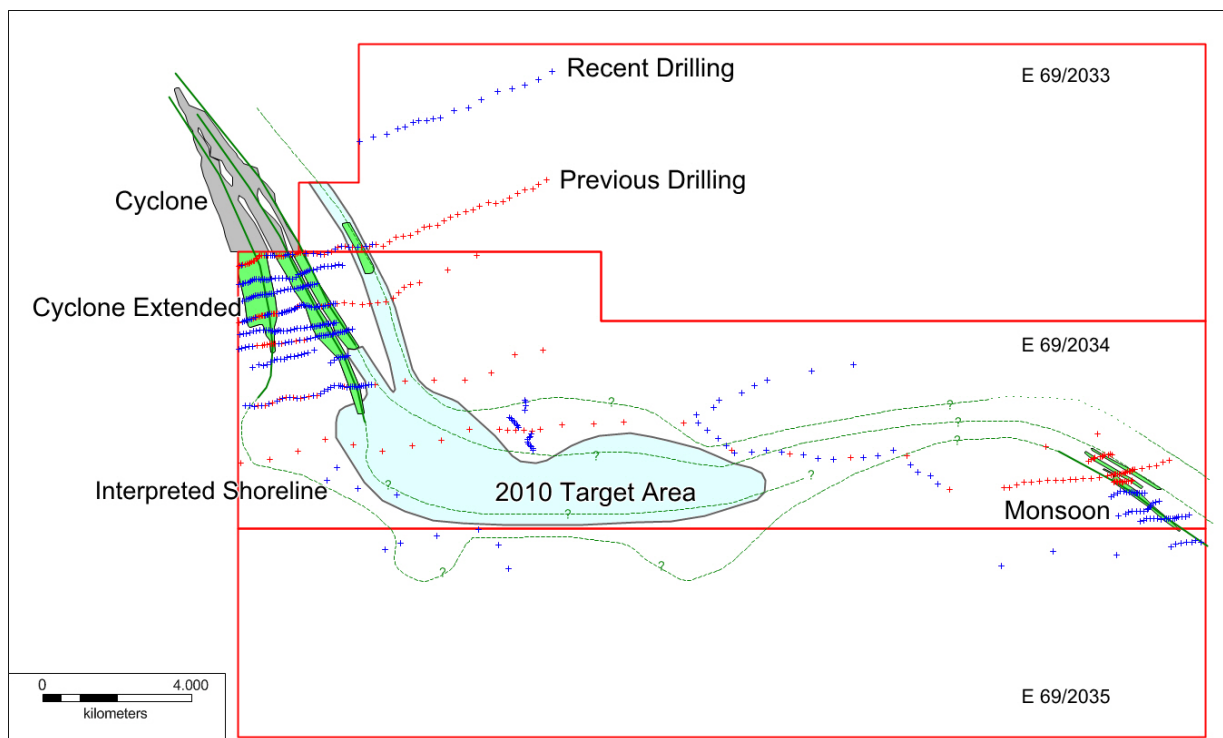 Recent Drilling
E 69/2033
Previous Drilling
Cyclone
Cyclone Extended
E 69/2034
?
?
?
?
Interpreted Shoreline
?
2010 Target Area
?
Monsoon
?
?
?
0
4.000
kilometers
E 69/2035